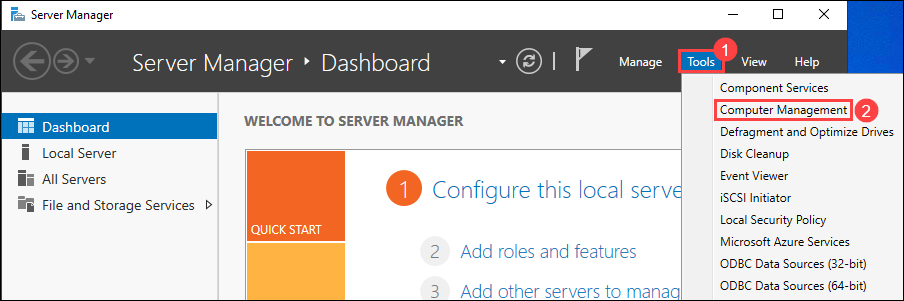 Server Manager
Server Manager
Dashboard
1
Manage
Tools
View
Help
Component Services
Computer Management
2
Defragment and Optimize Drives
Disk Cleanup
Event Viewer
iSCSI Initiator
Local Security Policy
Microsoft Azure Services
ODBC Data Sources (32-bit)
ODBC Data Sources (64-bit)
Dashboard
Local Server
All Servers
File and Storage Services
WELCOME TO SERVER MANAGER
QUICK START
1 Configure this local serve
2 Add roles and features
3 Add other servers to manag